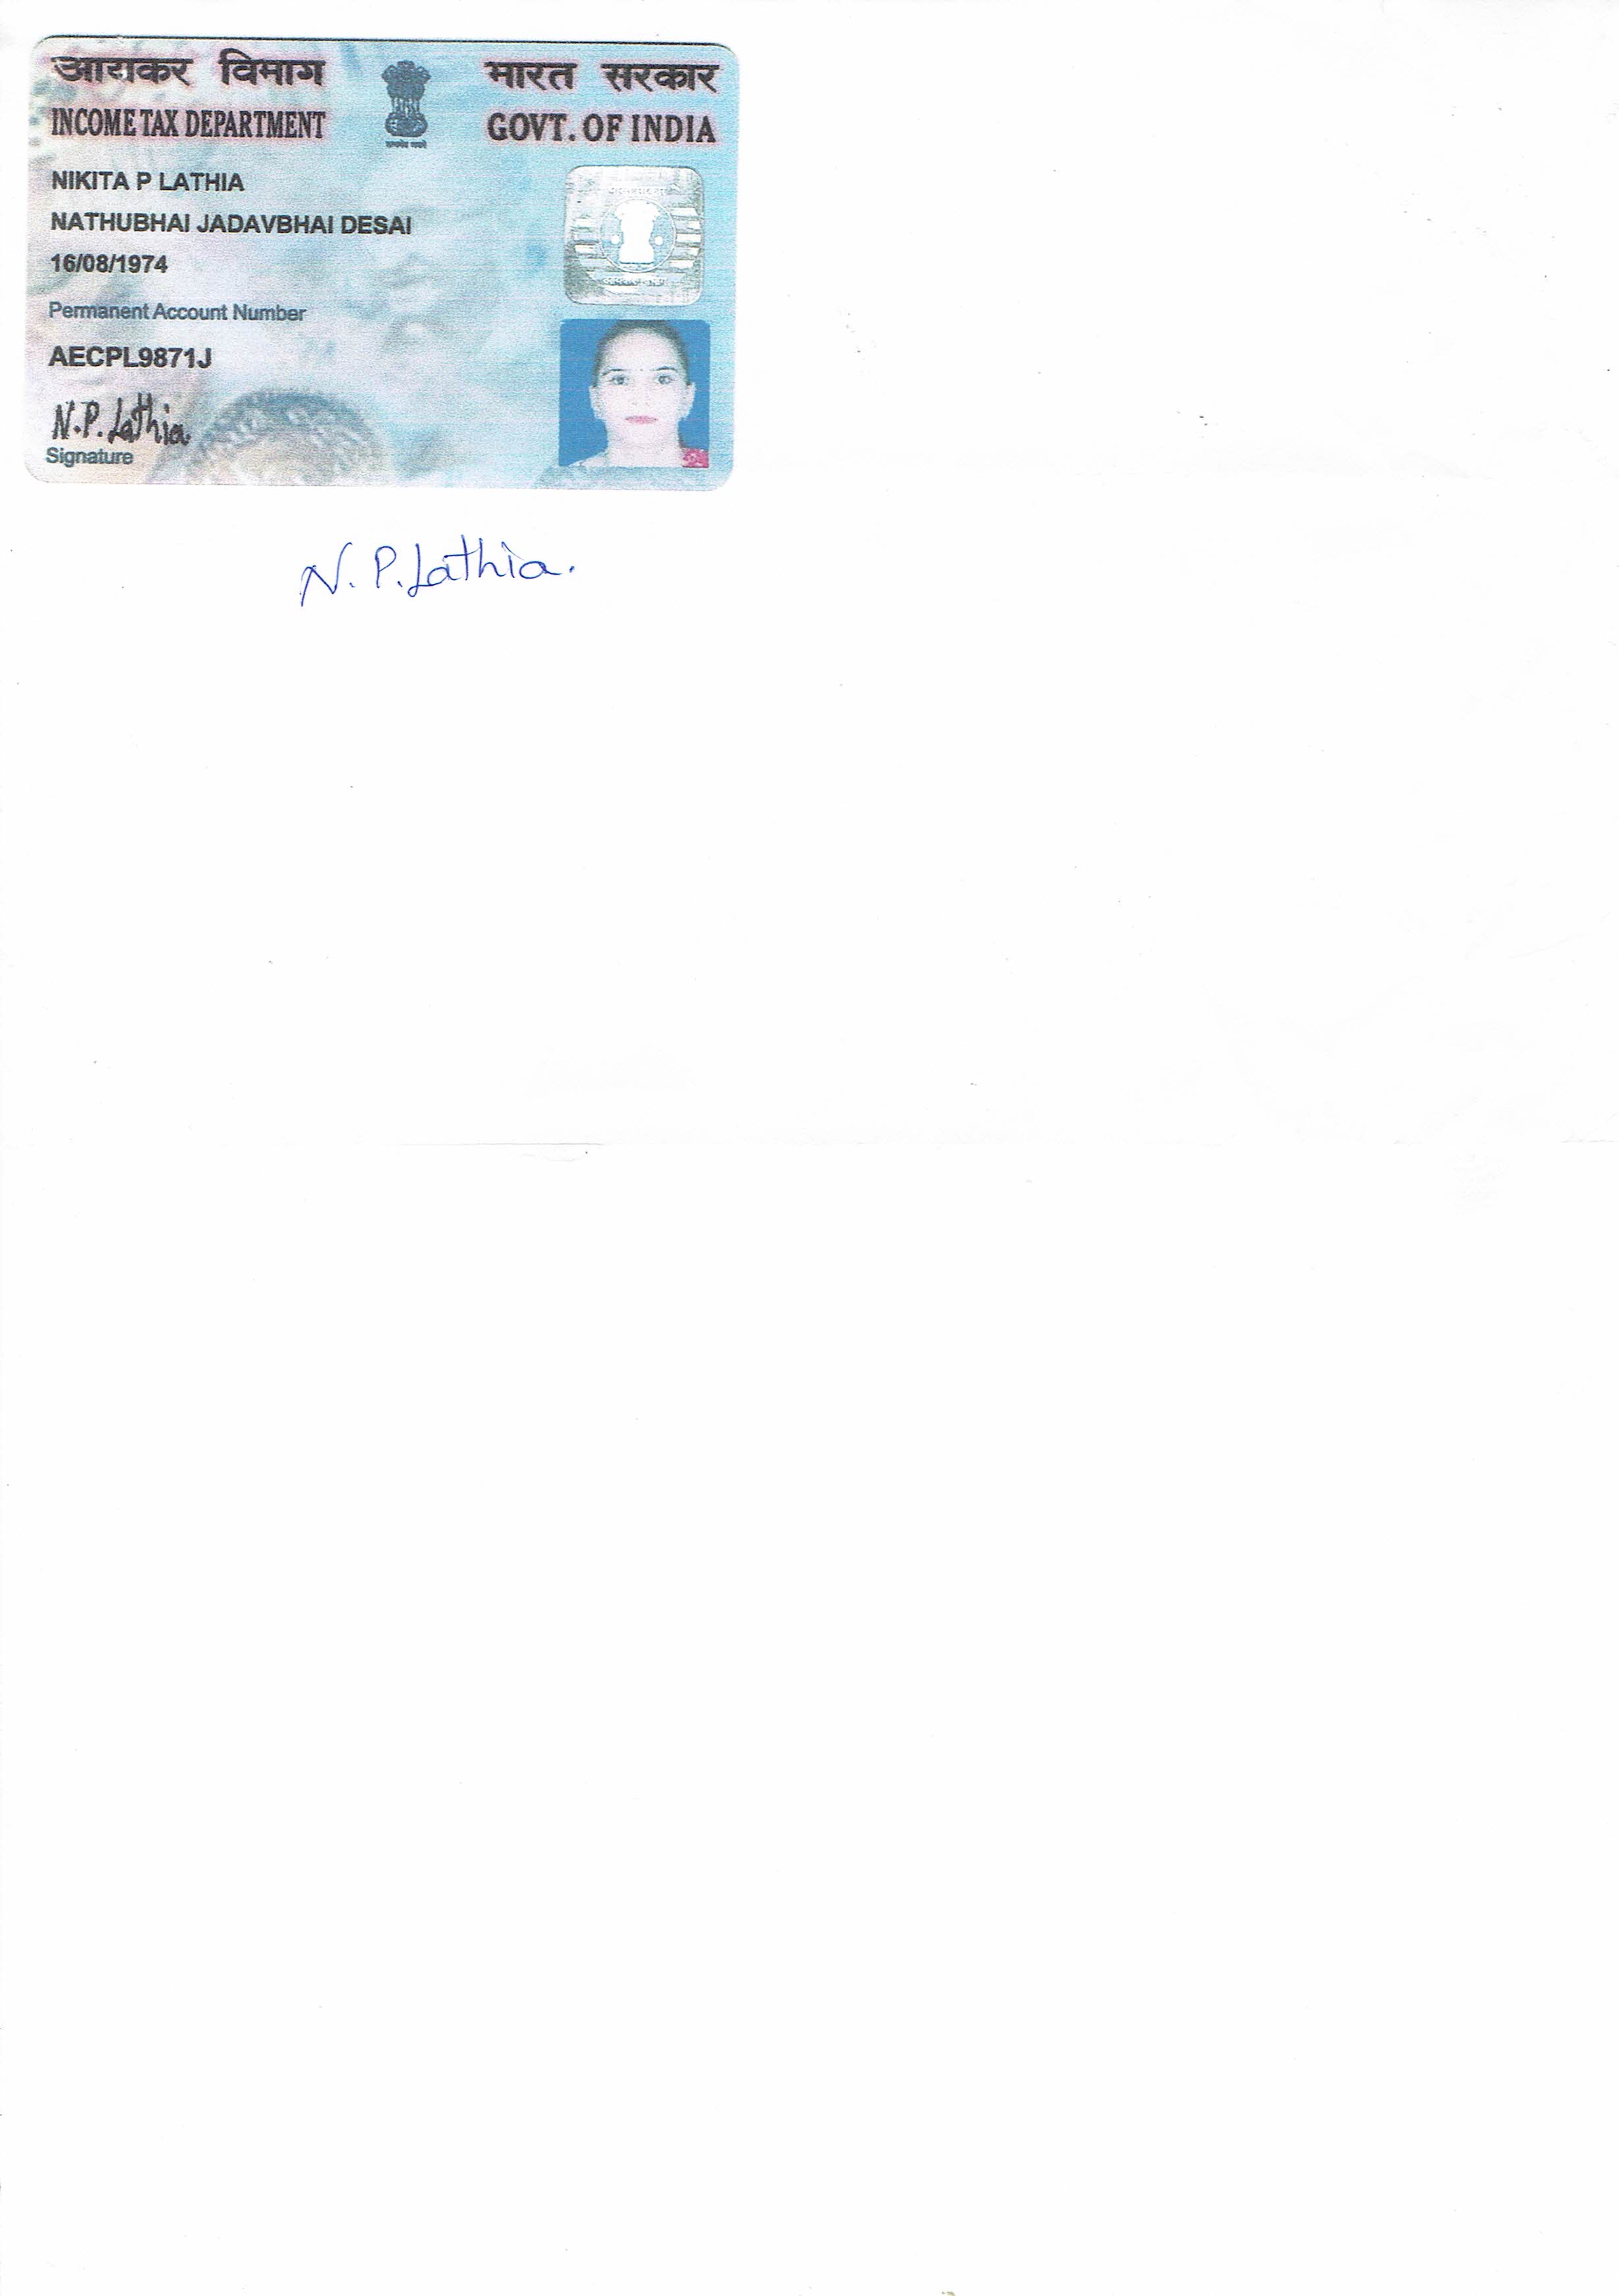 आयकर विभाग
INCOME TAX DEPARTMENT
भारत सरकार
GOVT. OF INDIA
NIKITA P LATHIA
NATHUBHAI JADAVBHAI DESAI
16/08/1974
Permanent Account Number
AECPL9871J
N.P. Lathia
Signature
N. P. Lathia.